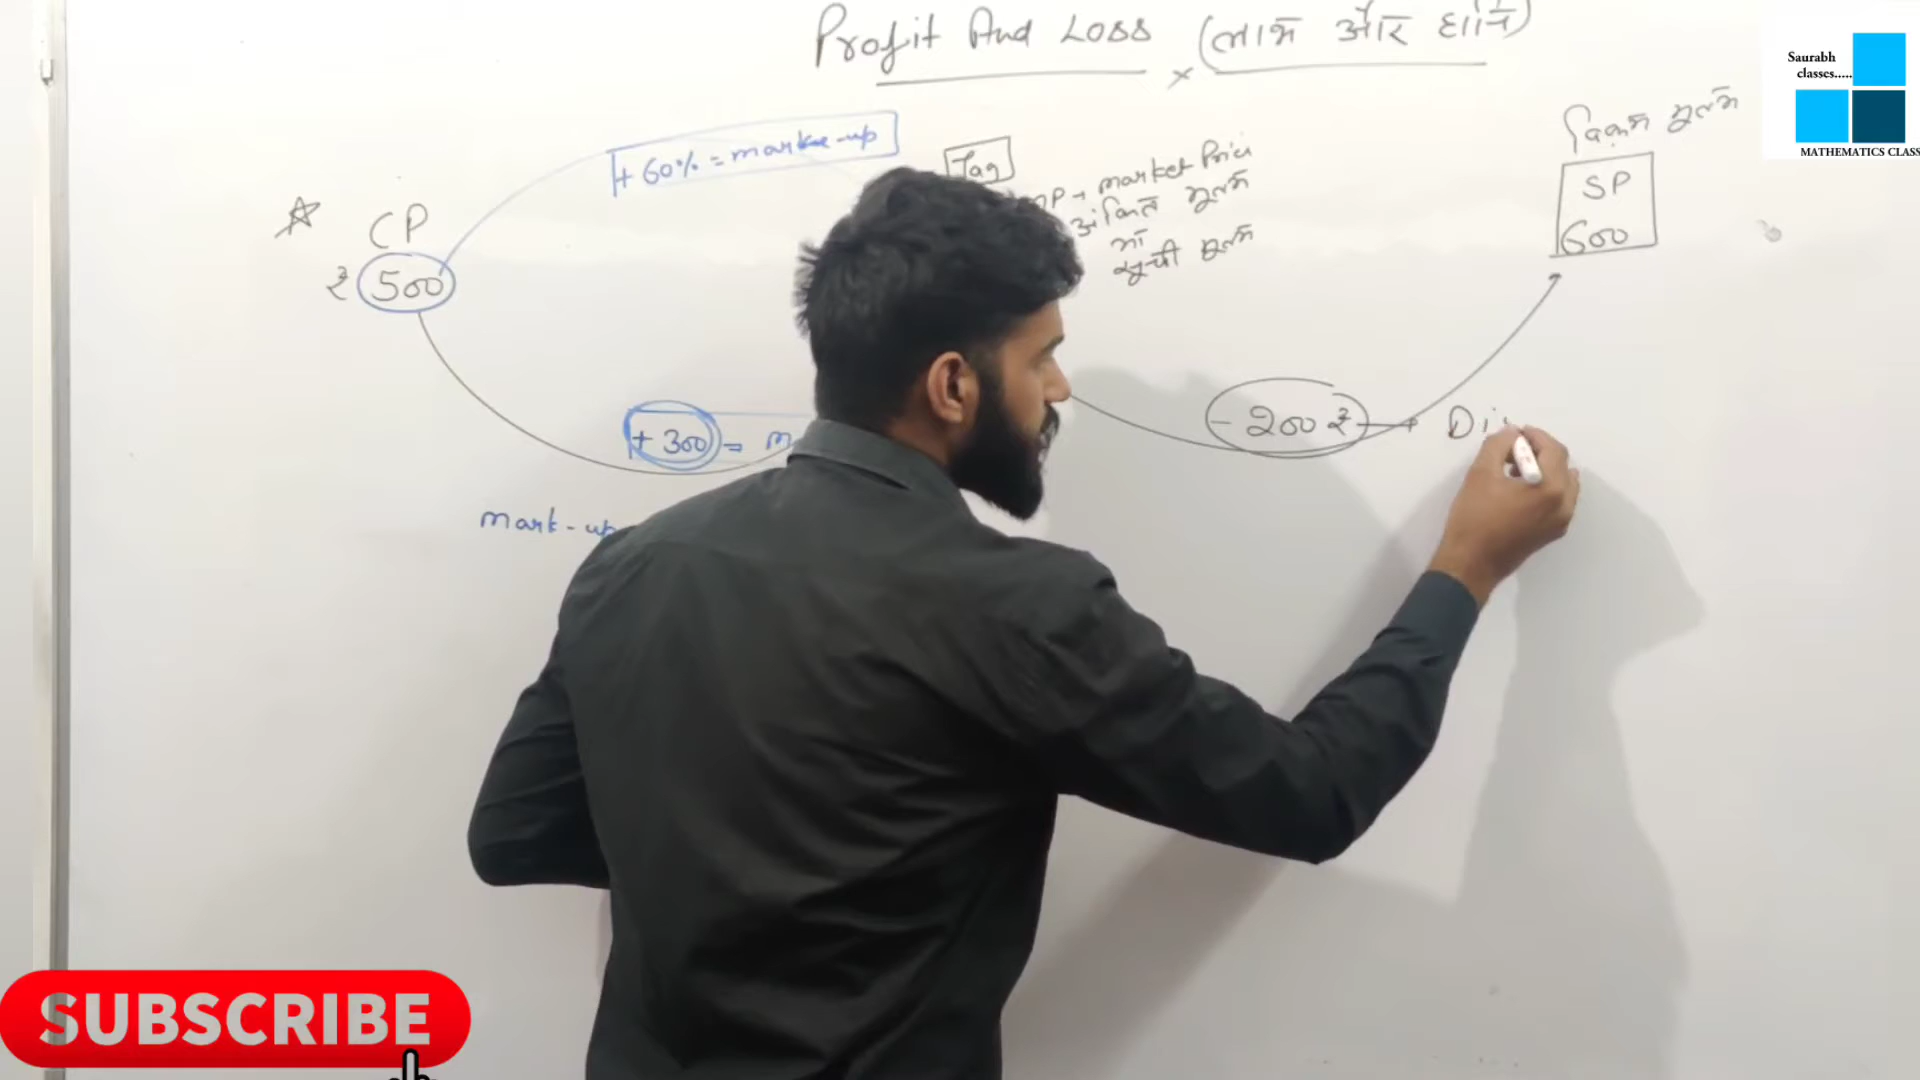 Profit And Loss (लाभ और हानि)
Saurabh
classes.....
MATHEMATICS CLASS
विक्रय मूल्य
+ 60% = mark-up
Tag
MP → market Price
अंकित मूल्य
या
सूची मूल्य
SP
600
CP
₹ 500
+ 300 =
- 200 ₹ → Di
mark-up
SUBSCRIBE